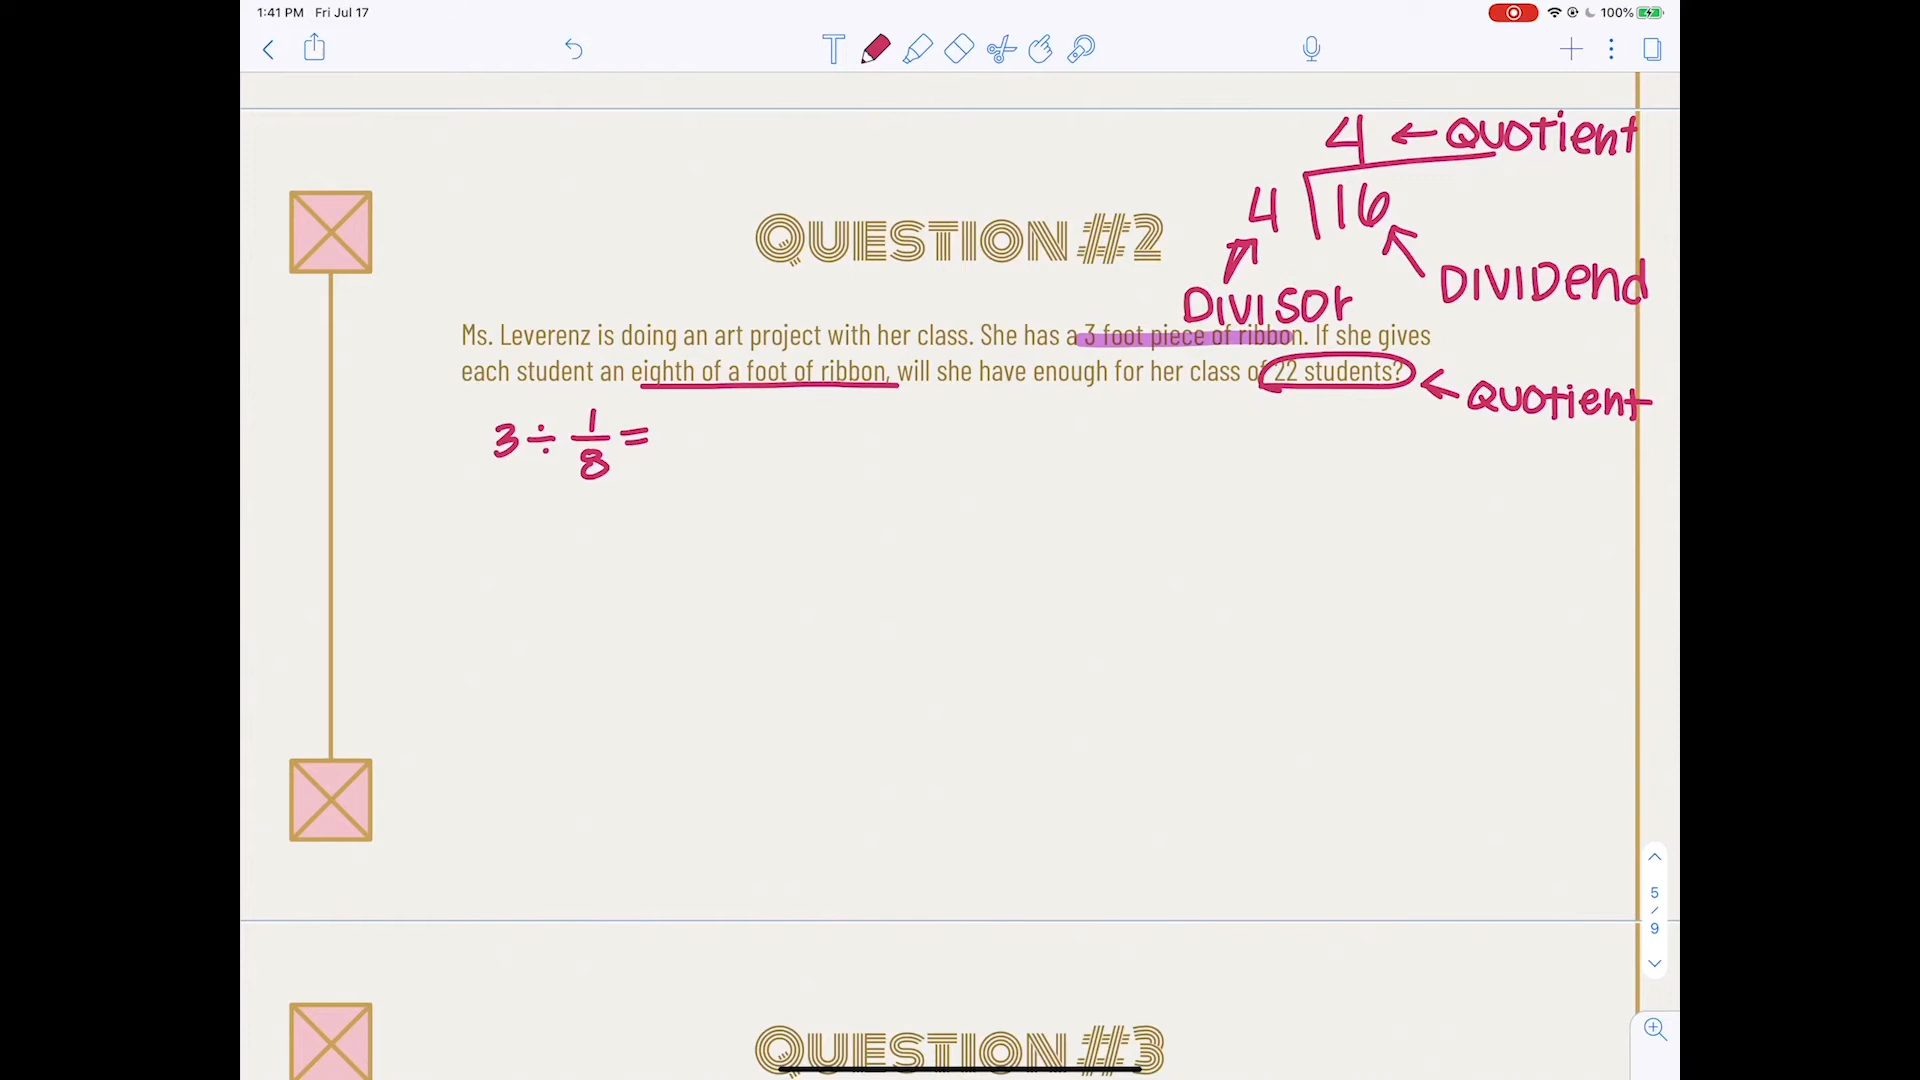 1:41 PM Fri Jul 17
100%
T
4 ← QUOTient
4 16
DIVISOr
DIVIDend
QUESTION #2
Ms. Leverenz is doing an art project with her class. She has a 3 foot piece of ribbon. If she gives
each student an eighth of a foot of ribbon, will she have enough for her class of 22 students?
← QUOTient
3 ÷ 1/8 =
5
/
9
QUESTION #3